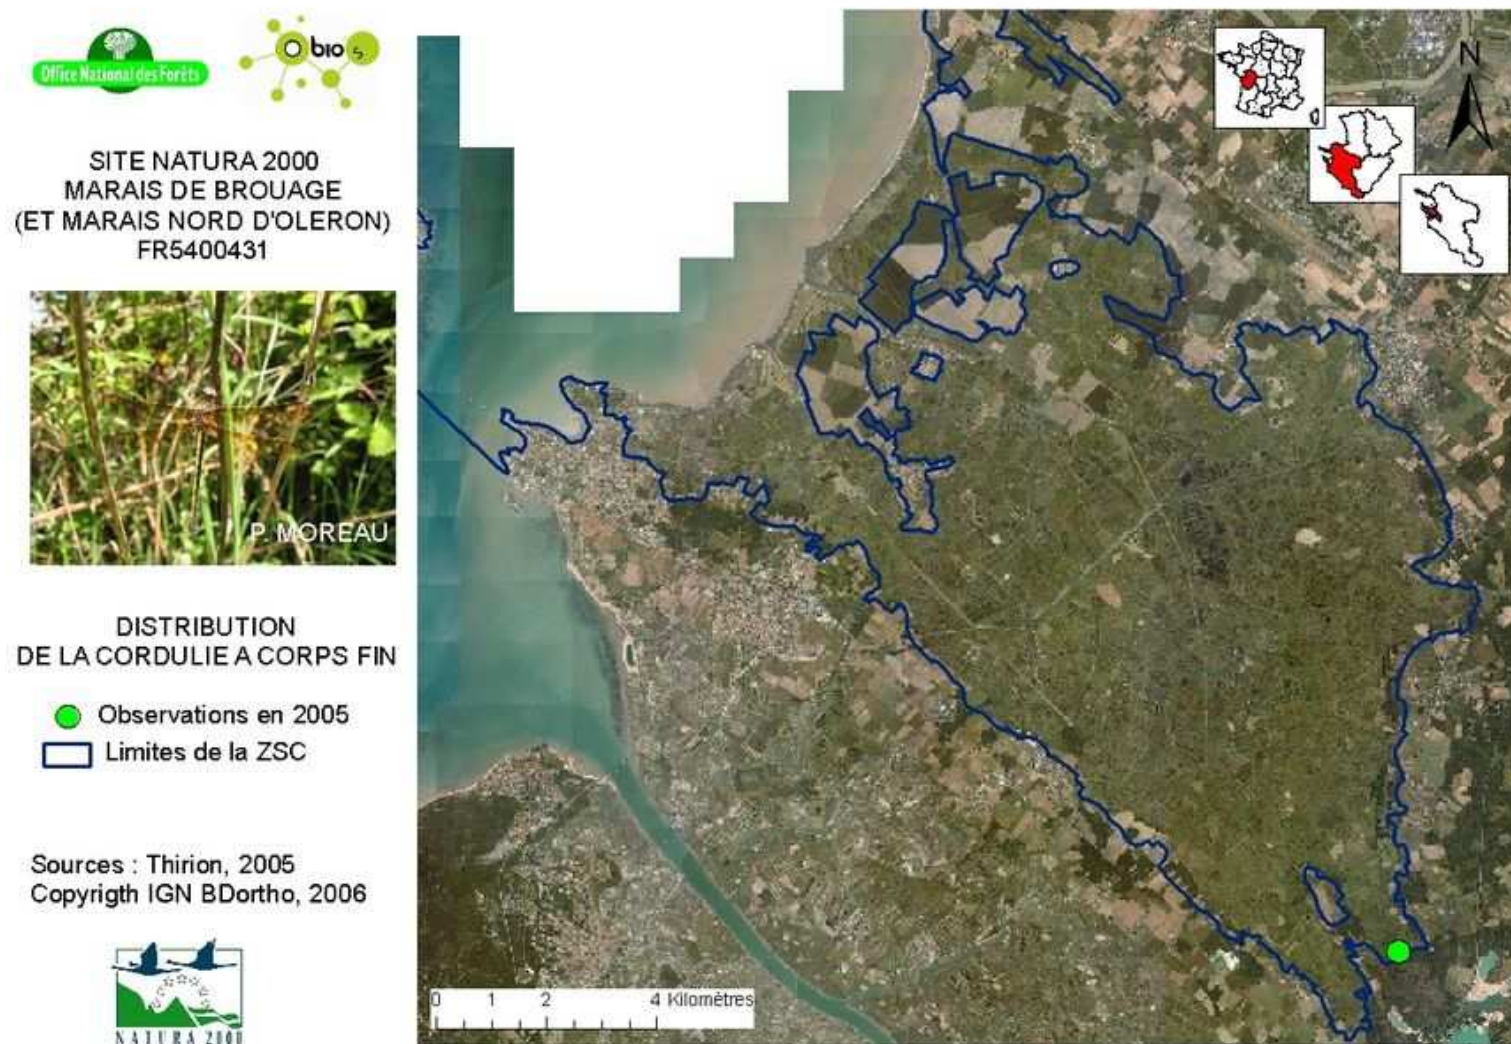 Office National des Forêts
O bio 5
SITE NATURA 2000
MARAIS DE BROUAGE
(ET MARAIS NORD D'OLERON)
FR5400431
P. MOREAU
DISTRIBUTION
DE LA CORDULIE A CORPS FIN
Observations en 2005
Limites de la ZSC
Sources : Thirion, 2005
Copyrigth IGN BDortho, 2006
NATURA 2000
N
0 1 2 4 Kilomètres